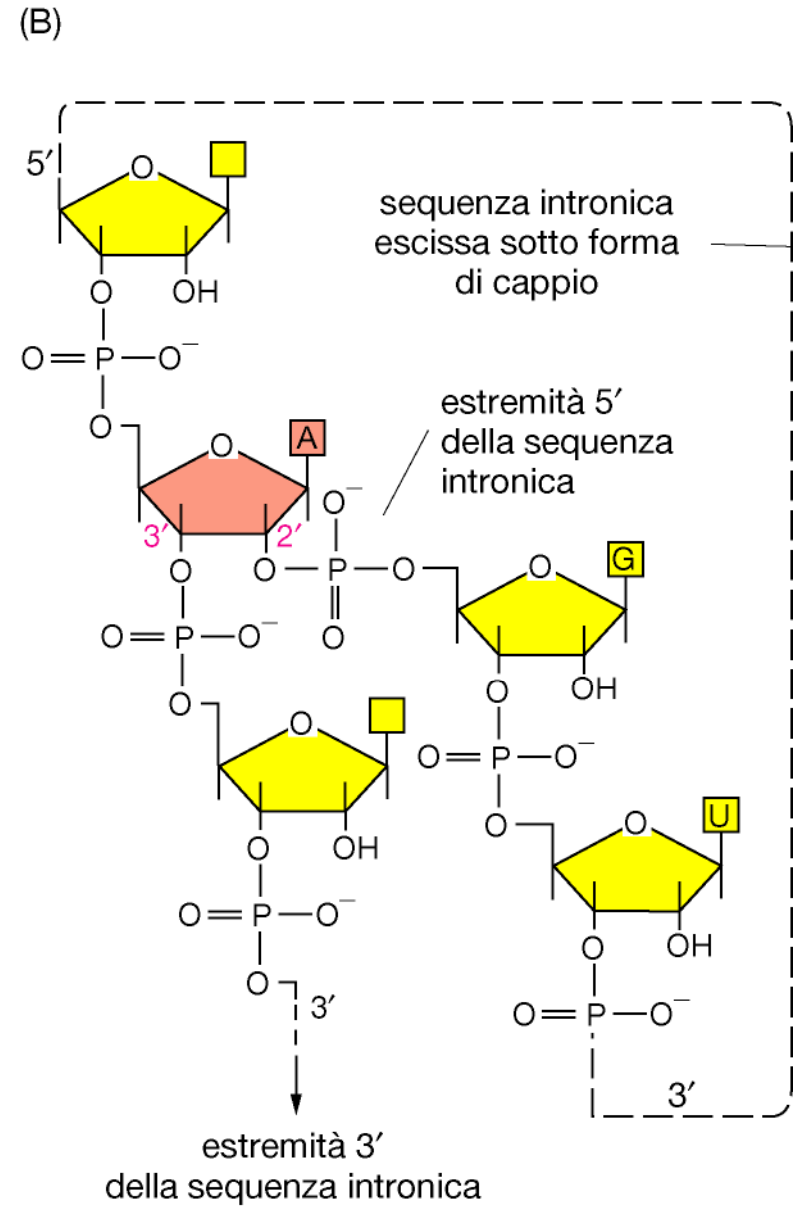 (B)
5′
O
O
OH
O═P—O⁻
O
sequenza intronica
escissa sotto forma
di cappio
estremità 5′
della sequenza
intronica
O
A
3′
2′
O⁻
O
O—P—O
O
O
G
O═P—O⁻
O
O
OH
O
O═P—O⁻
O
O
U
O
OH
O═P—O⁻
O
3′
O
OH
O═P—O⁻
3′
estremità 3′
della sequenza intronica